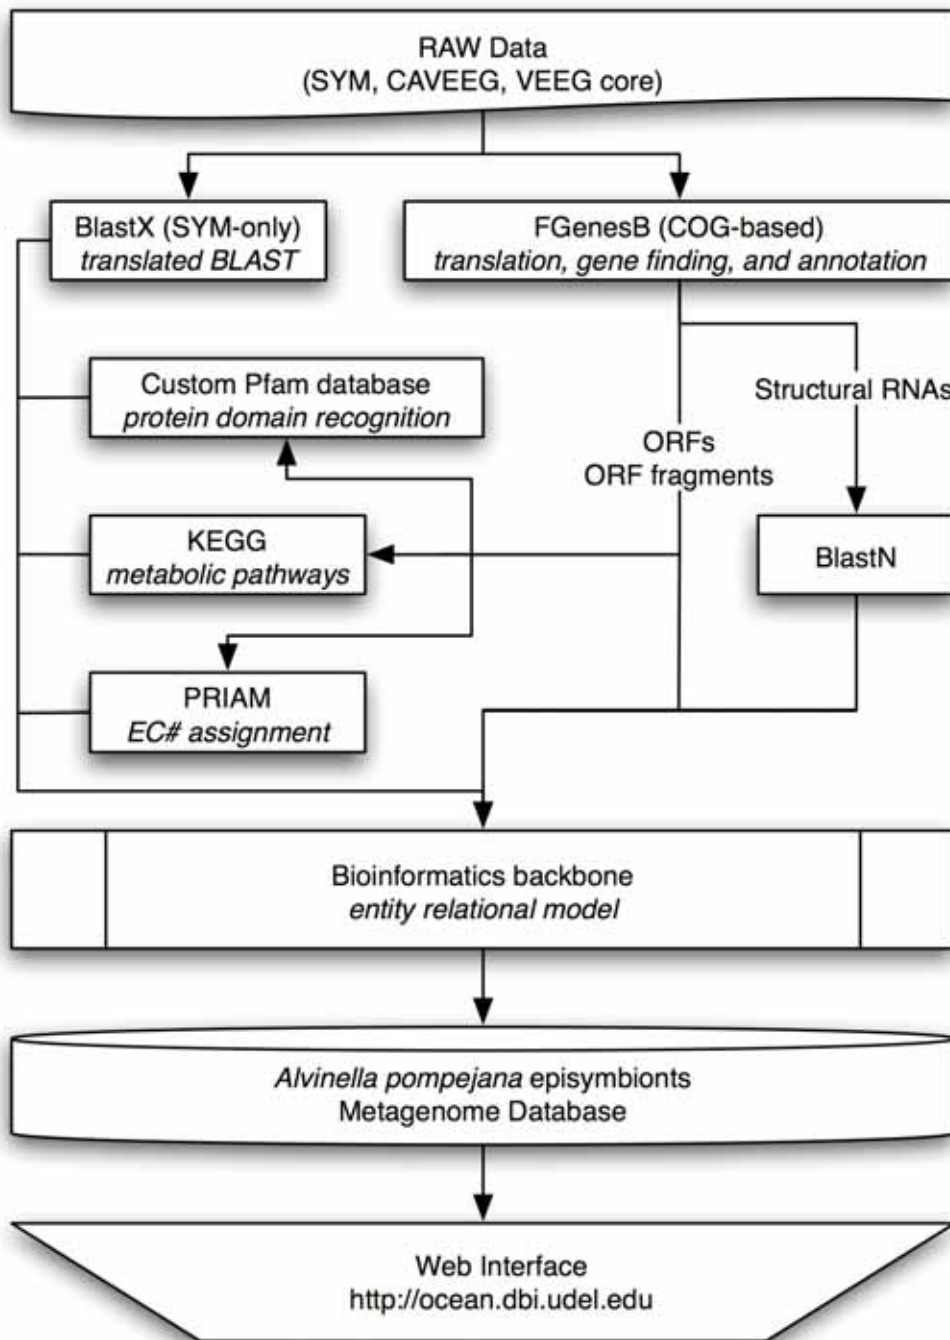 RAW Data
(SYM, CAVEEG, VEEG core)
BlastX (SYM-only)
translated BLAST
FGenesB (COG-based)
translation, gene finding, and annotation
Custom Pfam database
protein domain recognition
Structural RNAs
ORFs
ORF fragments
KEGG
metabolic pathways
BlastN
PRIAM
EC# assignment
Bioinformatics backbone
entity relational model
Alvinella pompejana episymbionts
Metagenome Database
Web Interface
http://ocean.dbi.udel.edu